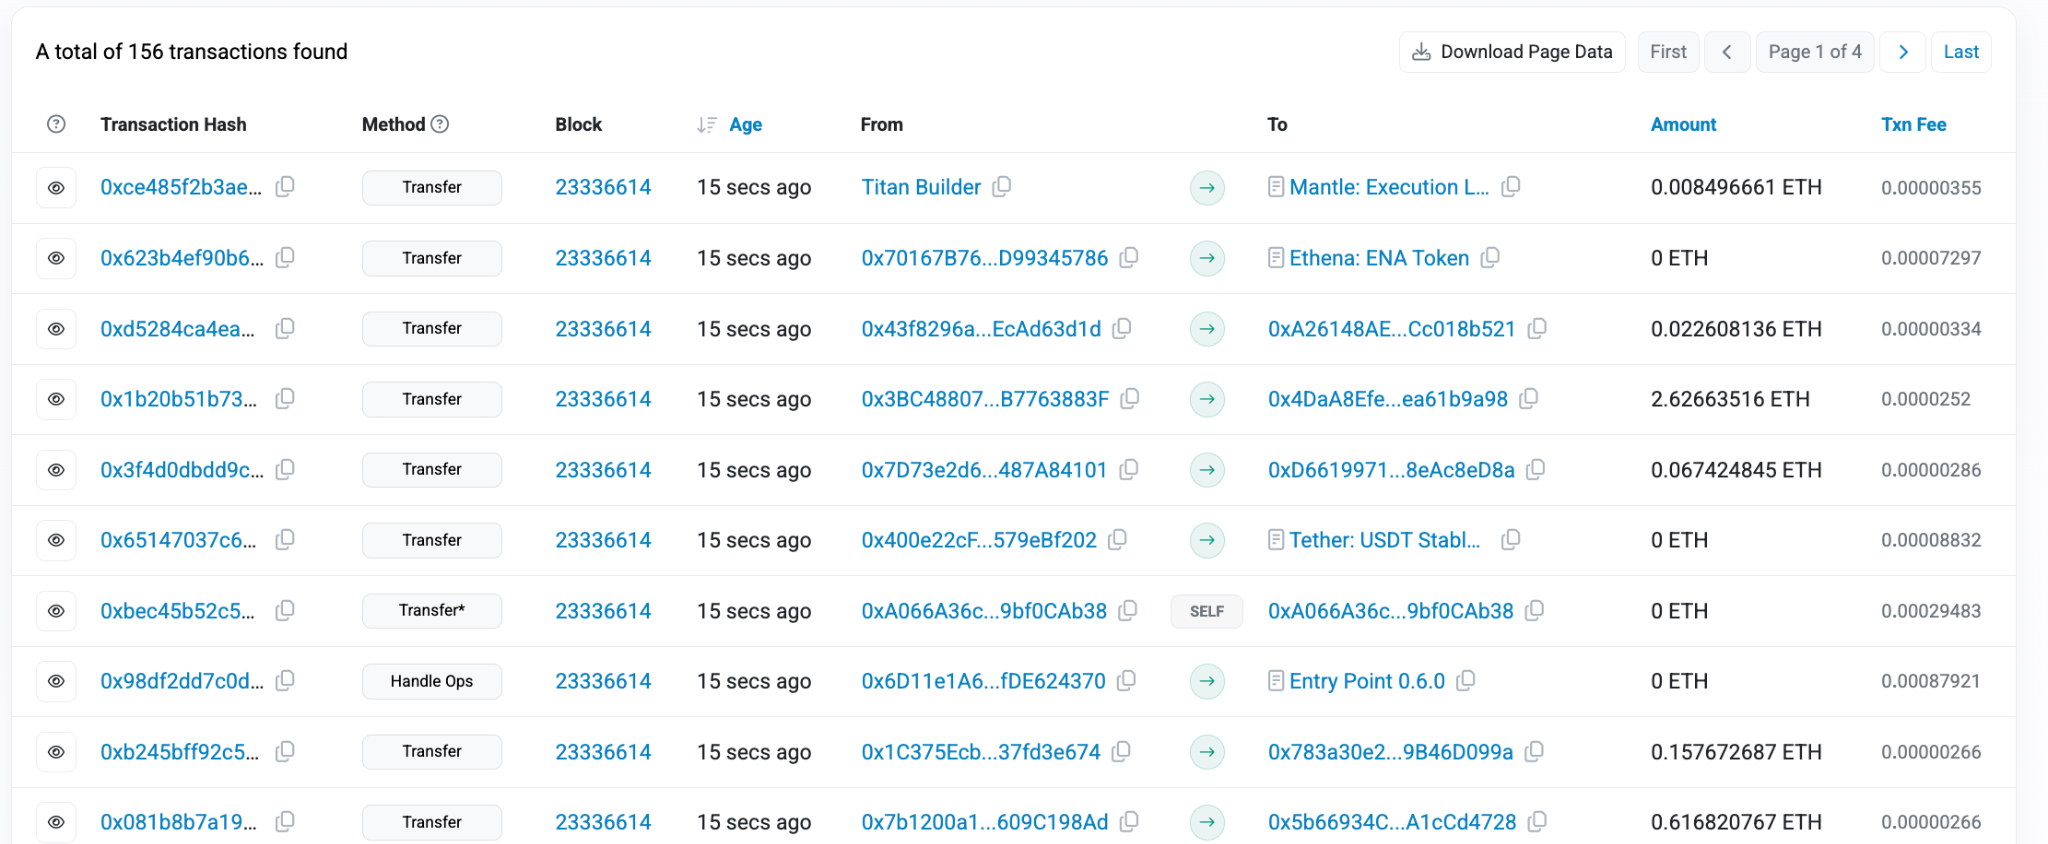 A total of 156 transactions found
Download Page Data First Page 1 of 4 Last
Transaction Hash Method Block Age From To Amount Txn Fee
0xce485f2b3ae... Transfer 23336614 15 secs ago Titan Builder Mantle: Execution L... 0.008496661 ETH 0.00000355
0x623b4ef90b6... Transfer 23336614 15 secs ago 0x70167B76...D99345786 Ethena: ENA Token 0 ETH 0.00007297
0xd5284ca4ea... Transfer 23336614 15 secs ago 0x43f8296a...EcAd63d1d 0xA26148AE...Cc018b521 0.022608136 ETH 0.00000334
0x1b20b51b73... Transfer 23336614 15 secs ago 0x3BC48807...B7763883F 0x4DaA8Efe...ea61b9a98 2.62663516 ETH 0.0000252
0x3f4d0dbdd9c... Transfer 23336614 15 secs ago 0x7D73e2d6...487A84101 0xD6619971...8eAc8eD8a 0.067424845 ETH 0.00000286
0x65147037c6... Transfer 23336614 15 secs ago 0x400e22cF...579eBf202 Tether: USDT Stabl... 0 ETH 0.00008832
0xbec45b52c5... Transfer* 23336614 15 secs ago 0xA066A36c...9bf0CAb38 SELF 0xA066A36c...9bf0CAb38 0 ETH 0.00029483
0x98df2dd7c0d... Handle Ops 23336614 15 secs ago 0x6D11e1A6...fDE624370 Entry Point 0.6.0 0 ETH 0.00087921
0xb245bff92c5... Transfer 23336614 15 secs ago 0x1C375Ecb...37fd3e674 0x783a30e2...9B46D099a 0.157672687 ETH 0.00000266
0x081b8b7a19... Transfer 23336614 15 secs ago 0x7b1200a1...609C198Ad 0x5b66934C...A1cCd4728 0.616820767 ETH 0.00000266